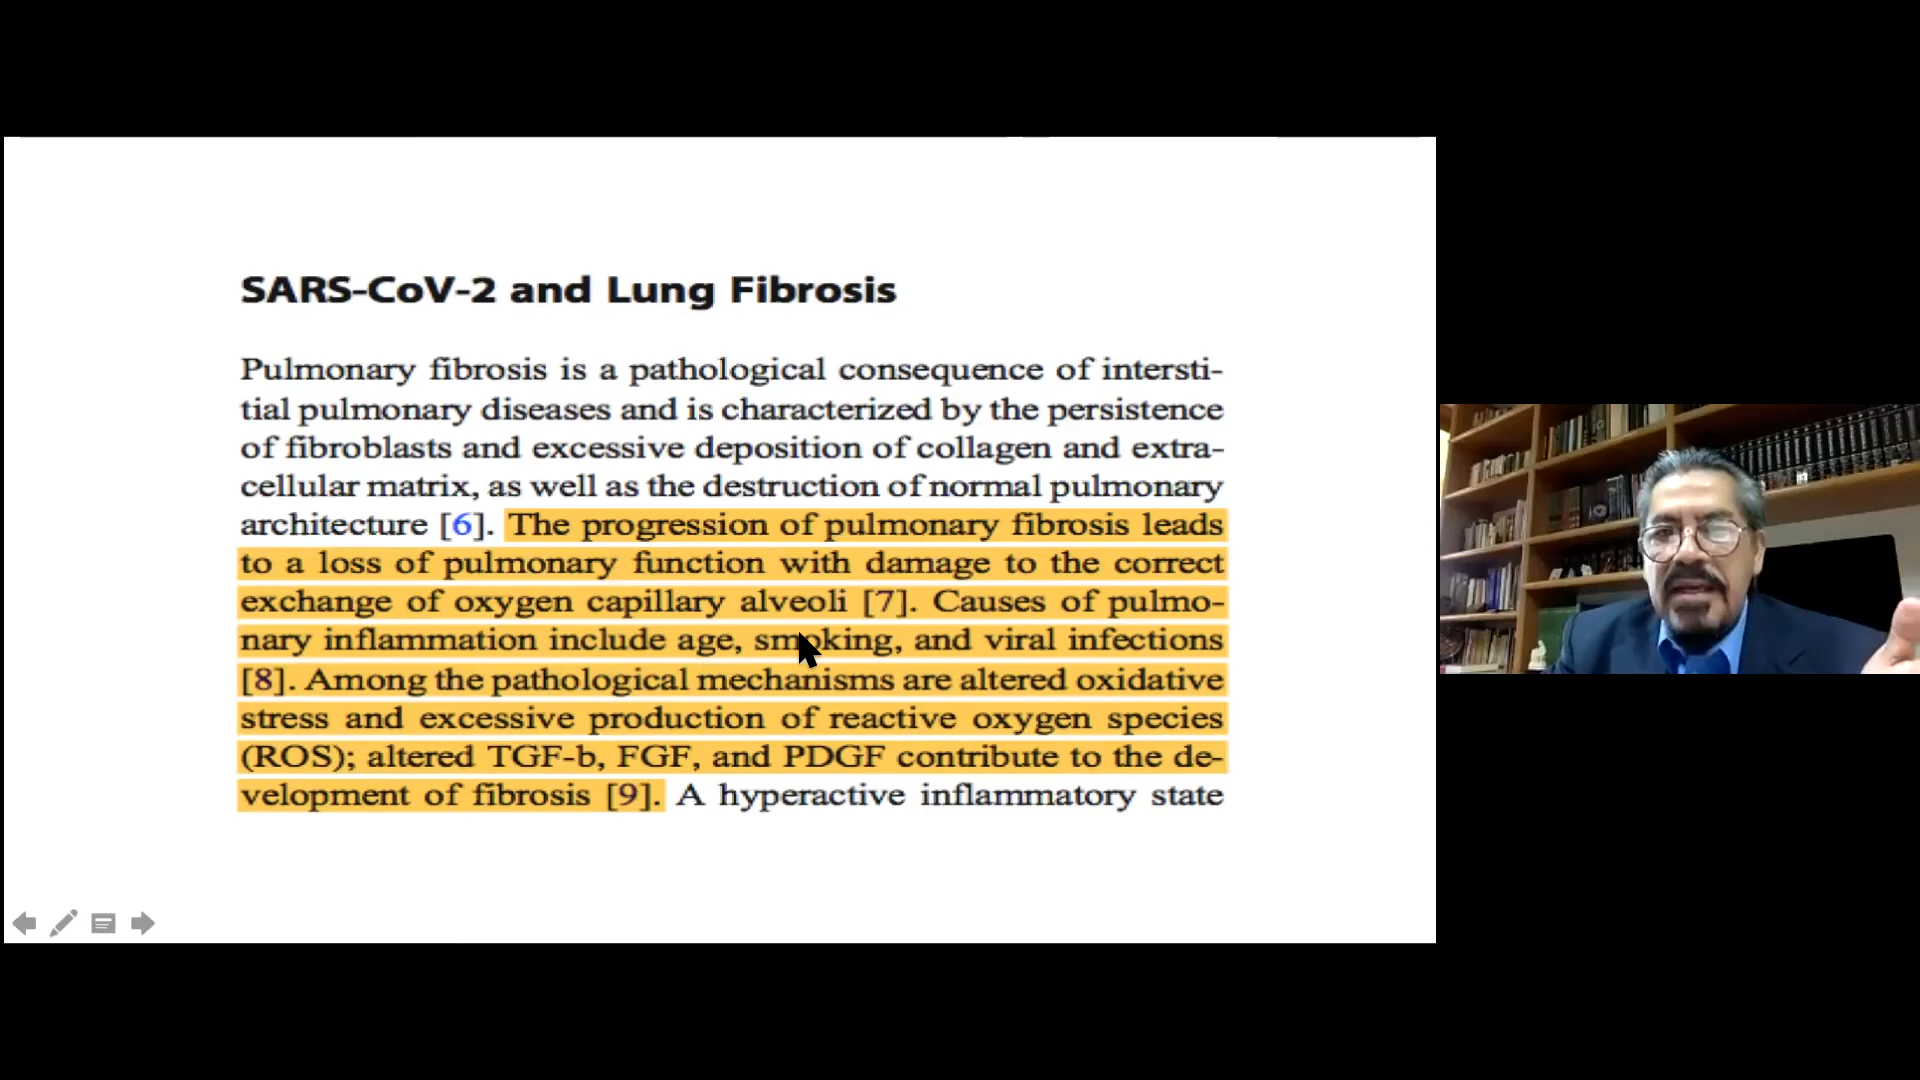 SARS-CoV-2 and Lung Fibrosis
Pulmonary fibrosis is a pathological consequence of intersti-
tial pulmonary diseases and is characterized by the persistence
of fibroblasts and excessive deposition of collagen and extra-
cellular matrix, as well as the destruction of normal pulmonary
architecture [6]. The progression of pulmonary fibrosis leads
to a loss of pulmonary function with damage to the correct
exchange of oxygen capillary alveoli [7]. Causes of pulmo-
nary inflammation include age, smoking, and viral infections
[8]. Among the pathological mechanisms are altered oxidative
stress and excessive production of reactive oxygen species
(ROS); altered TGF-b, FGF, and PDGF contribute to the de-
velopment of fibrosis [9]. A hyperactive inflammatory state